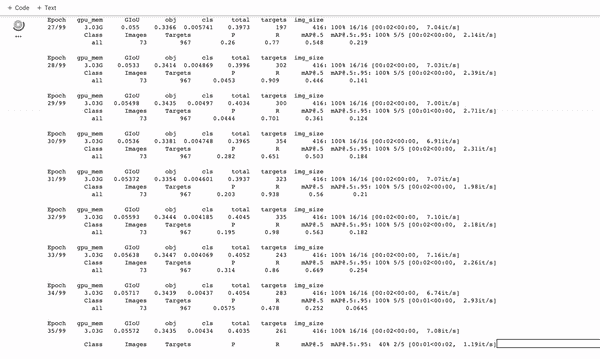 + Code + Text
Epoch gpu_mem GIoU obj cls total targets img_size
27/99 3.03G 0.055 0.3366 0.005741 0.3973 197 416: 100% 16/16 [00:02<00:00, 7.04it/s]
Class Images Targets P R mAP@.5 mAP@.5:.95: 100% 5/5 [00:02<00:00, 2.14it/s]
all 73 967 0.26 0.77 0.548 0.219
Epoch gpu_mem GIoU obj cls total targets img_size
28/99 3.03G 0.0533 0.3414 0.004869 0.3996 302 416: 100% 16/16 [00:02<00:00, 7.03it/s]
Class Images Targets P R mAP@.5 mAP@.5:.95: 100% 5/5 [00:02<00:00, 2.39it/s]
all 73 967 0.0453 0.909 0.446 0.141
Epoch gpu_mem GIoU obj cls total targets img_size
29/99 3.03G 0.05498 0.3435 0.00497 0.4034 300 416: 100% 16/16 [00:02<00:00, 7.00it/s]
Class Images Targets P R mAP@.5 mAP@.5:.95: 100% 5/5 [00:01<00:00, 2.71it/s]
all 73 967 0.0444 0.701 0.361 0.124
Epoch gpu_mem GIoU obj cls total targets img_size
30/99 3.03G 0.0536 0.3381 0.004748 0.3965 354 416: 100% 16/16 [00:02<00:00, 6.91it/s]
Class Images Targets P R mAP@.5 mAP@.5:.95: 100% 5/5 [00:02<00:00, 2.31it/s]
all 73 967 0.282 0.651 0.503 0.184
Epoch gpu_mem GIoU obj cls total targets img_size
31/99 3.03G 0.05372 0.3354 0.004601 0.3937 323 416: 100% 16/16 [00:02<00:00, 7.07it/s]
Class Images Targets P R mAP@.5 mAP@.5:.95: 100% 5/5 [00:02<00:00, 1.98it/s]
all 73 967 0.203 0.938 0.56 0.21
Epoch gpu_mem GIoU obj cls total targets img_size
32/99 3.03G 0.05593 0.3444 0.004185 0.4045 335 416: 100% 16/16 [00:02<00:00, 7.10it/s]
Class Images Targets P R mAP@.5 mAP@.5:.95: 100% 5/5 [00:02<00:00, 2.18it/s]
all 73 967 0.195 0.98 0.563 0.182
Epoch gpu_mem GIoU obj cls total targets img_size
33/99 3.03G 0.05638 0.3447 0.004069 0.4052 243 416: 100% 16/16 [00:02<00:00, 7.16it/s]
Class Images Targets P R mAP@.5 mAP@.5:.95: 100% 5/5 [00:02<00:00, 2.26it/s]
all 73 967 0.314 0.86 0.669 0.254
Epoch gpu_mem GIoU obj cls total targets img_size
34/99 3.03G 0.05717 0.3439 0.00437 0.4054 283 416: 100% 16/16 [00:02<00:00, 6.74it/s]
Class Images Targets P R mAP@.5 mAP@.5:.95: 100% 5/5 [00:01<00:00, 2.93it/s]
all 73 967 0.0575 0.478 0.252 0.0645
Epoch gpu_mem GIoU obj cls total targets img_size
35/99 3.03G 0.05572 0.3435 0.00434 0.4035 261 416: 100% 16/16 [00:02<00:00, 7.08it/s]
Class Images Targets P R mAP@.5 mAP@.5:.95: 40% 2/5 [00:01<00:01, 1.19it/s]